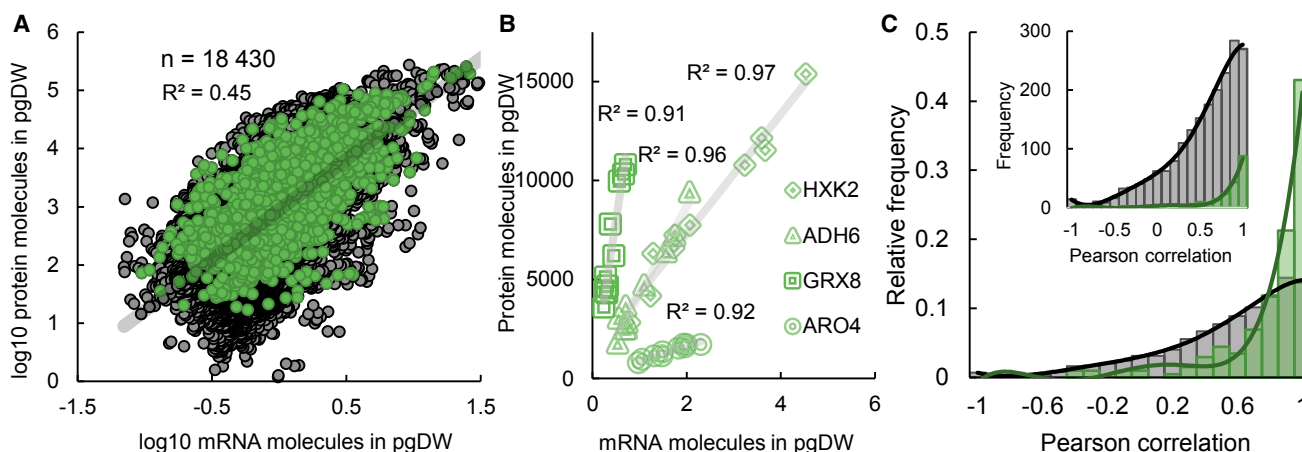 A
log10 protein molecules in pgDW
6
5
4
3
2
1
0
n = 18 430
R² = 0.45
-1.5
-0.5
0.5
1.5
log10 mRNA molecules in pgDW
B
Protein molecules in pgDW
15000
10000
5000
0
R² = 0.97
R² = 0.91
R² = 0.96
R² = 0.92
HXK2
ADH6
GRX8
ARO4
0
2
4
6
mRNA molecules in pgDW
C
Relative frequency
0.5
0.4
0.3
0.2
0.1
0
Frequency
300
200
100
0
-1
-0.5
0
0.5
1
Pearson correlation
-1
-0.6
-0.2
0.2
0.6
1
Pearson correlation